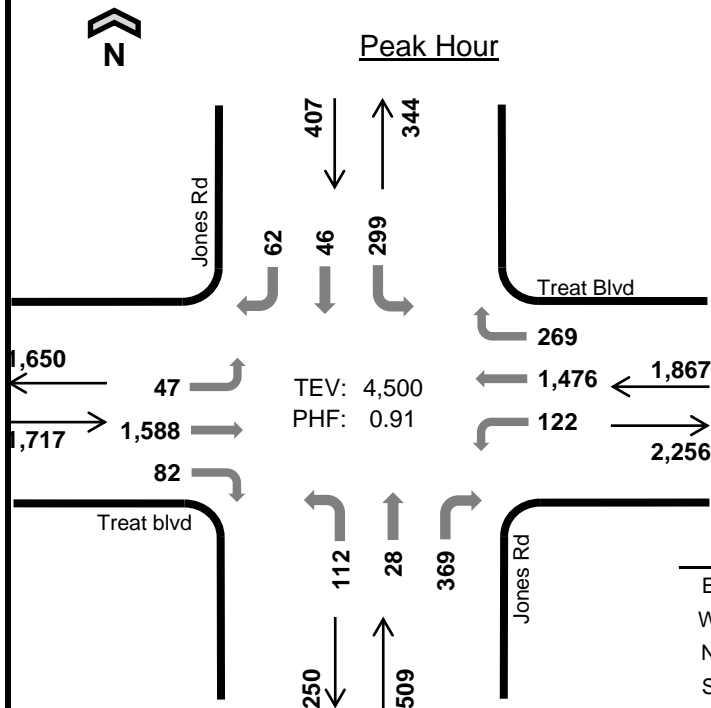 N
Peak Hour
407
344
Jones Rd
62
46
299
Treat Blvd
269
1,650
47
TEV: 4,500
1,476
1,867
PHF: 0.91
1,717
1,588
122
2,256
82
Treat blvd
112
28
369
Jones Rd
250
509
E
W
N
S